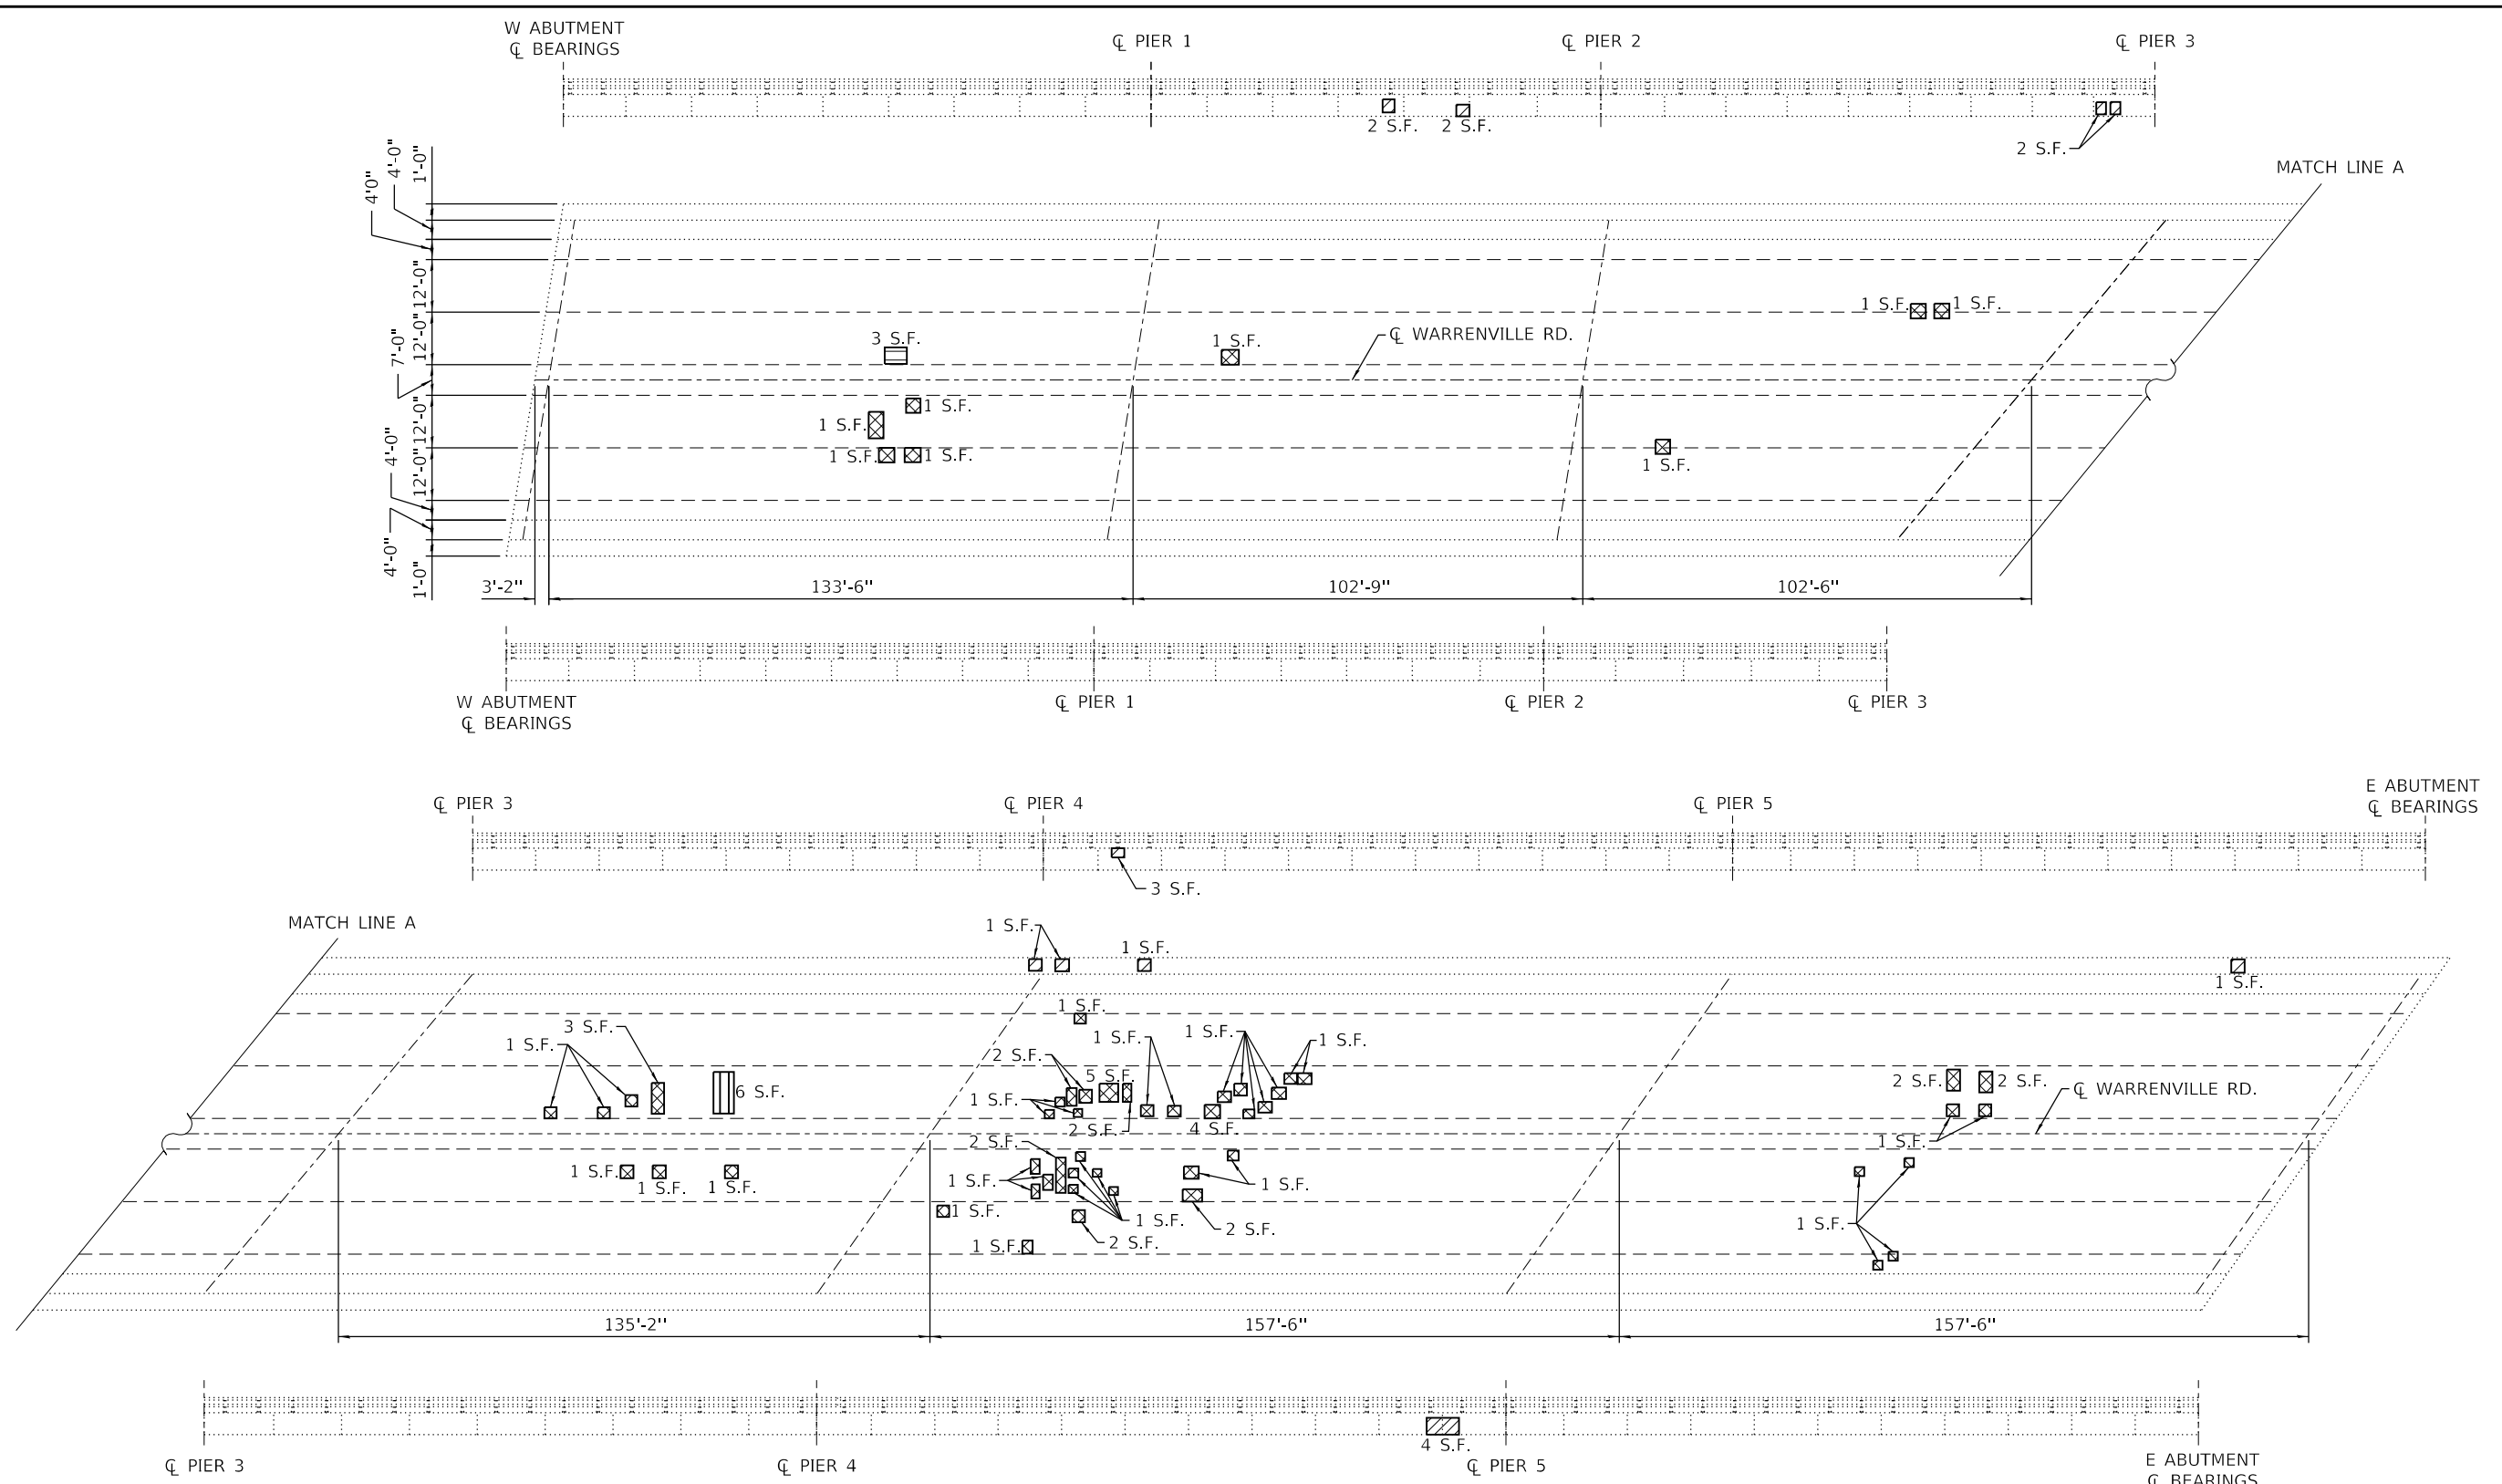 W ABUTMENT
℄ BEARINGS
℄ PIER 1
℄ PIER 2
℄ PIER 3
2 S.F.
2 S.F.
2 S.F.
MATCH LINE A
1'-0"
4'-0"
4'0"
12'-0"
12'-0"
7'-0"
12'-0"
4'-0"
12'-0"
4'-0"
1'-0"
3 S.F.
1 S.F.
℄ WARRENVILLE RD.
1 S.F.
1 S.F.
1 S.F.
1 S.F.
1 S.F.
1 S.F.
1 S.F.
1 S.F.
3'-2"
133'-6"
102'-9"
102'-6"
W ABUTMENT
℄ BEARINGS
℄ PIER 1
℄ PIER 2
℄ PIER 3
℄ PIER 3
℄ PIER 4
℄ PIER 5
E ABUTMENT
℄ BEARINGS
3 S.F.
MATCH LINE A
1 S.F.
1 S.F.
1 S.F.
1 S.F.
3 S.F.
1 S.F.
6 S.F.
2 S.F.
5 S.F.
1 S.F.
1 S.F.
1 S.F.
1 S.F.
2 S.F.
4 S.F.
2 S.F.
2 S.F.
℄ WARRENVILLE RD.
1 S.F.
1 S.F.
1 S.F.
1 S.F.
2 S.F.
1 S.F.
1 S.F.
1 S.F.
1 S.F.
2 S.F.
1 S.F.
2 S.F.
1 S.F.
1 S.F.
135'-2"
157'-6"
157'-6"
4 S.F.
℄ PIER 3
℄ PIER 4
℄ PIER 5
E ABUTMENT
℄ BEARINGS